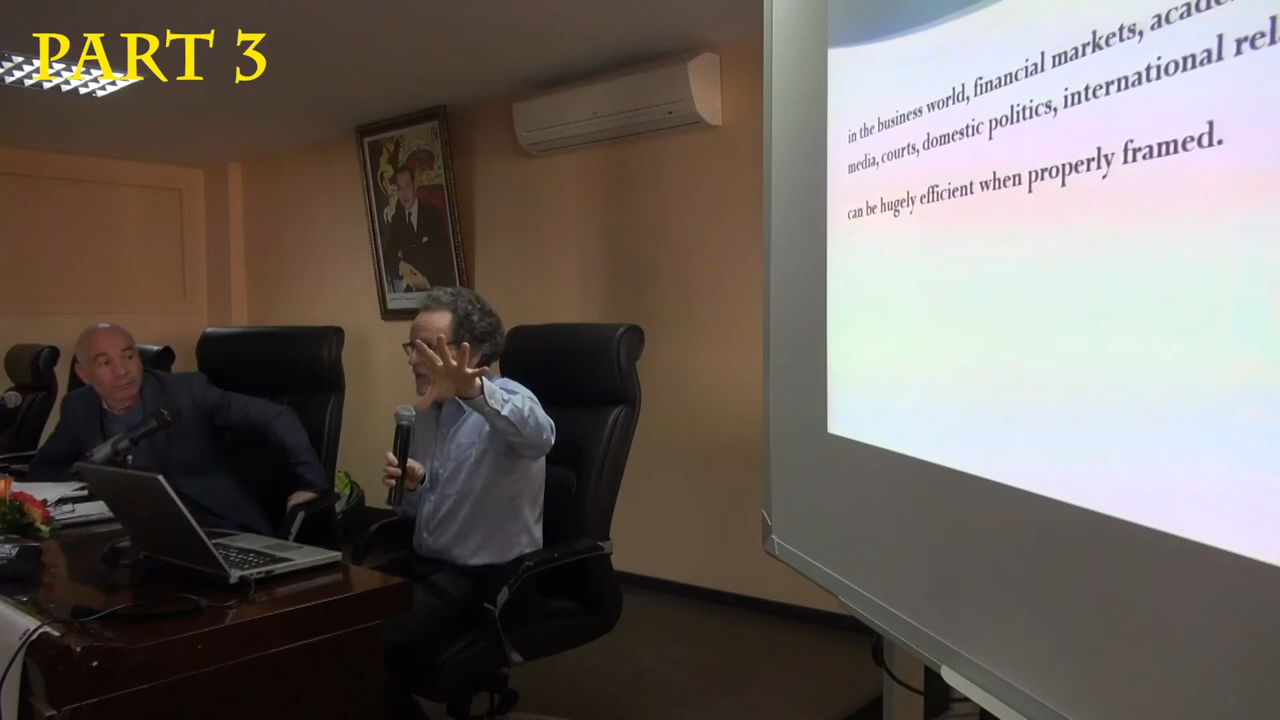 PART 3
in the business world, financial markets,
media, courts, domestic politics, international
can be hugely efficient when properly framed.